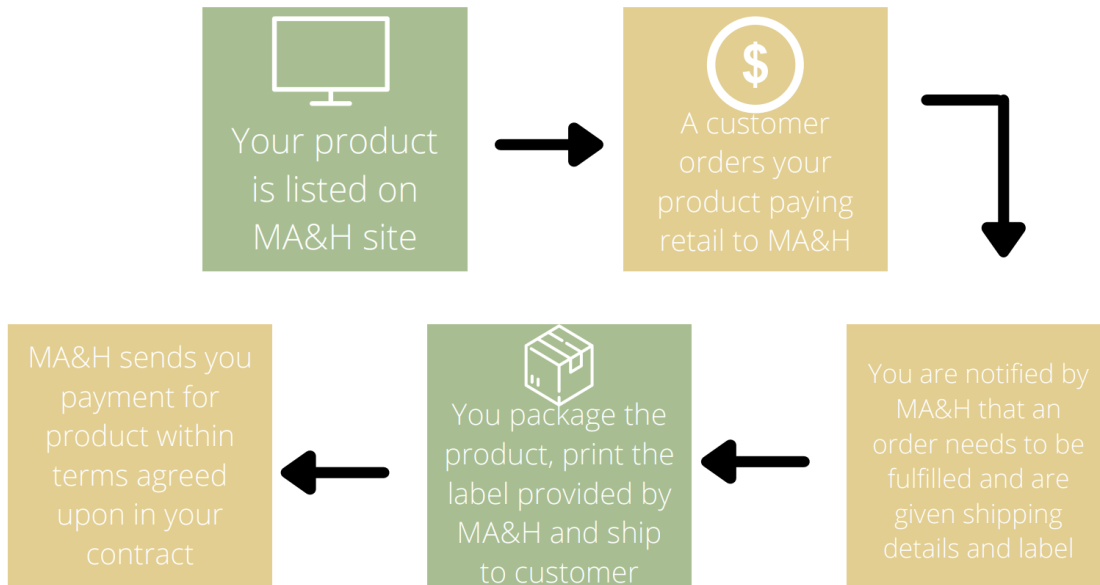 Your product
is listed on
MA&H site
$
A customer
orders your
product paying
retail to MA&H
You are notified by
MA&H that an
order needs to be
fulfilled and are
given shipping
details and label
You package the
product, print the
label provided by
MA&H and ship
to customer
MA&H sends you
payment for
product within
terms agreed
upon in your
contract